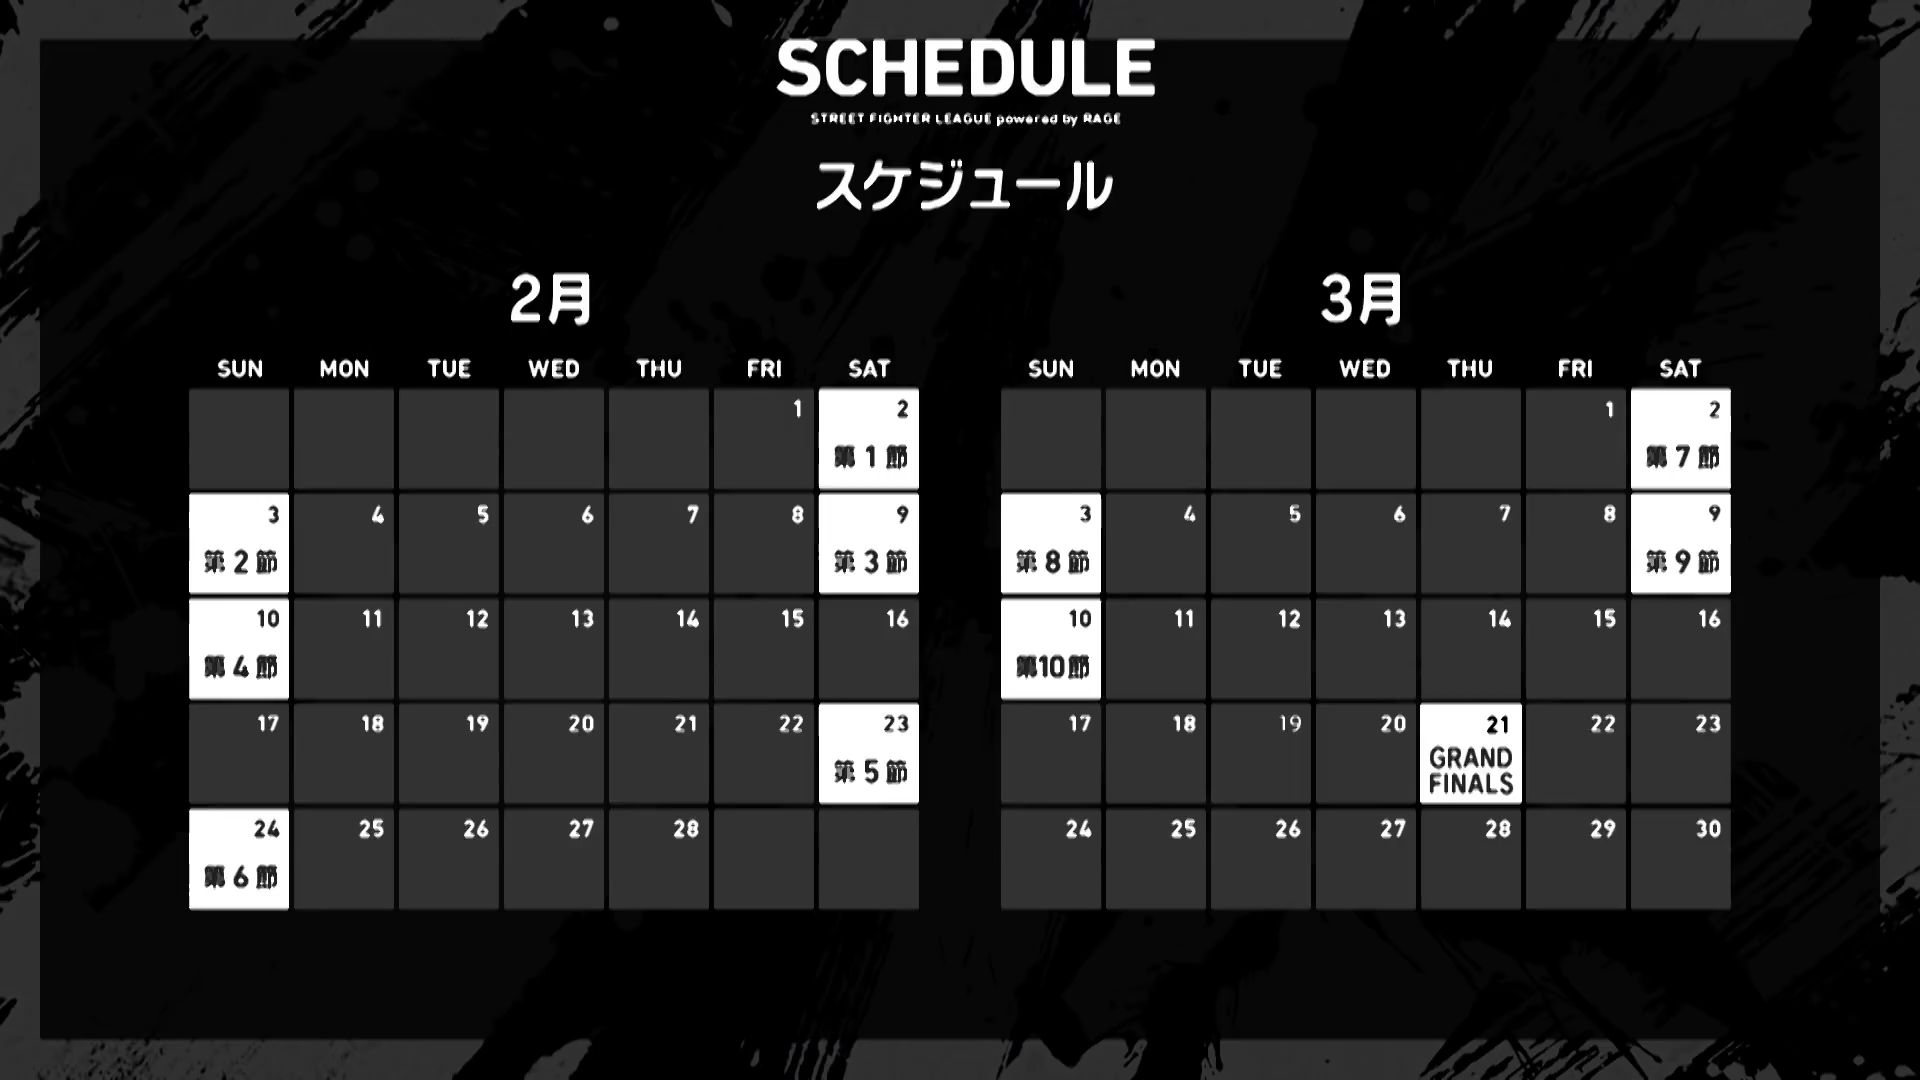 SCHEDULE
STREET FIGHTER LEAGUE powered by RAGE
スケジュール
2月
SUN MON TUE WED THU FRI SAT
1 2
第1節
3 4 5 6 7 8 9
第2節 第3節
10 11 12 13 14 15 16
第4節
17 18 19 20 21 22 23
第5節
24 25 26 27 28
第6節
3月
SUN MON TUE WED THU FRI SAT
1 2
第7節
3 4 5 6 7 8 9
第8節 第9節
10 11 12 13 14 15 16
第10節
17 18 19 20 21 22 23
GRAND
FINALS
24 25 26 27 28 29 30